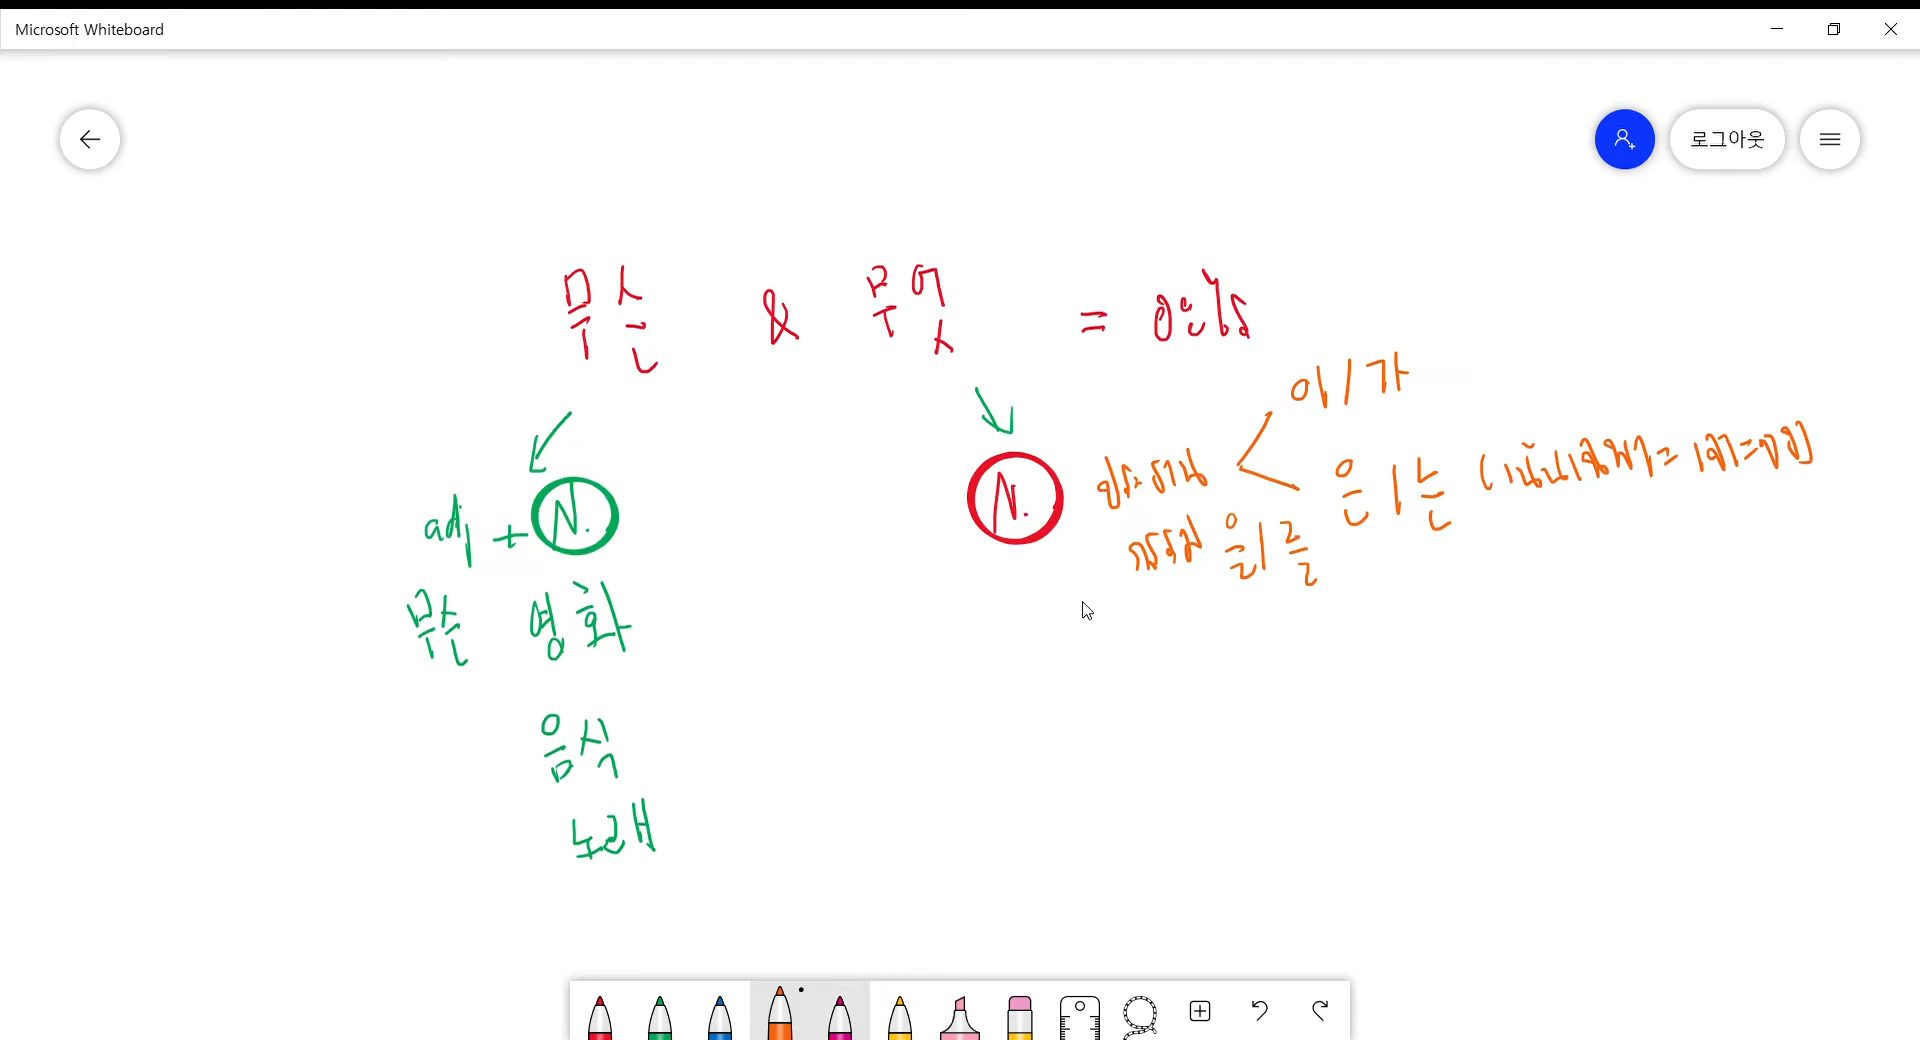 Microsoft Whiteboard
로그아웃
무슨 & 무엇 = อะไร
이/가
adj + N.
N. ประธาน 은/는 (เน้นเฉพาะ เจาะจง)
กรรม 을/를
무슨 영화
음식
노래